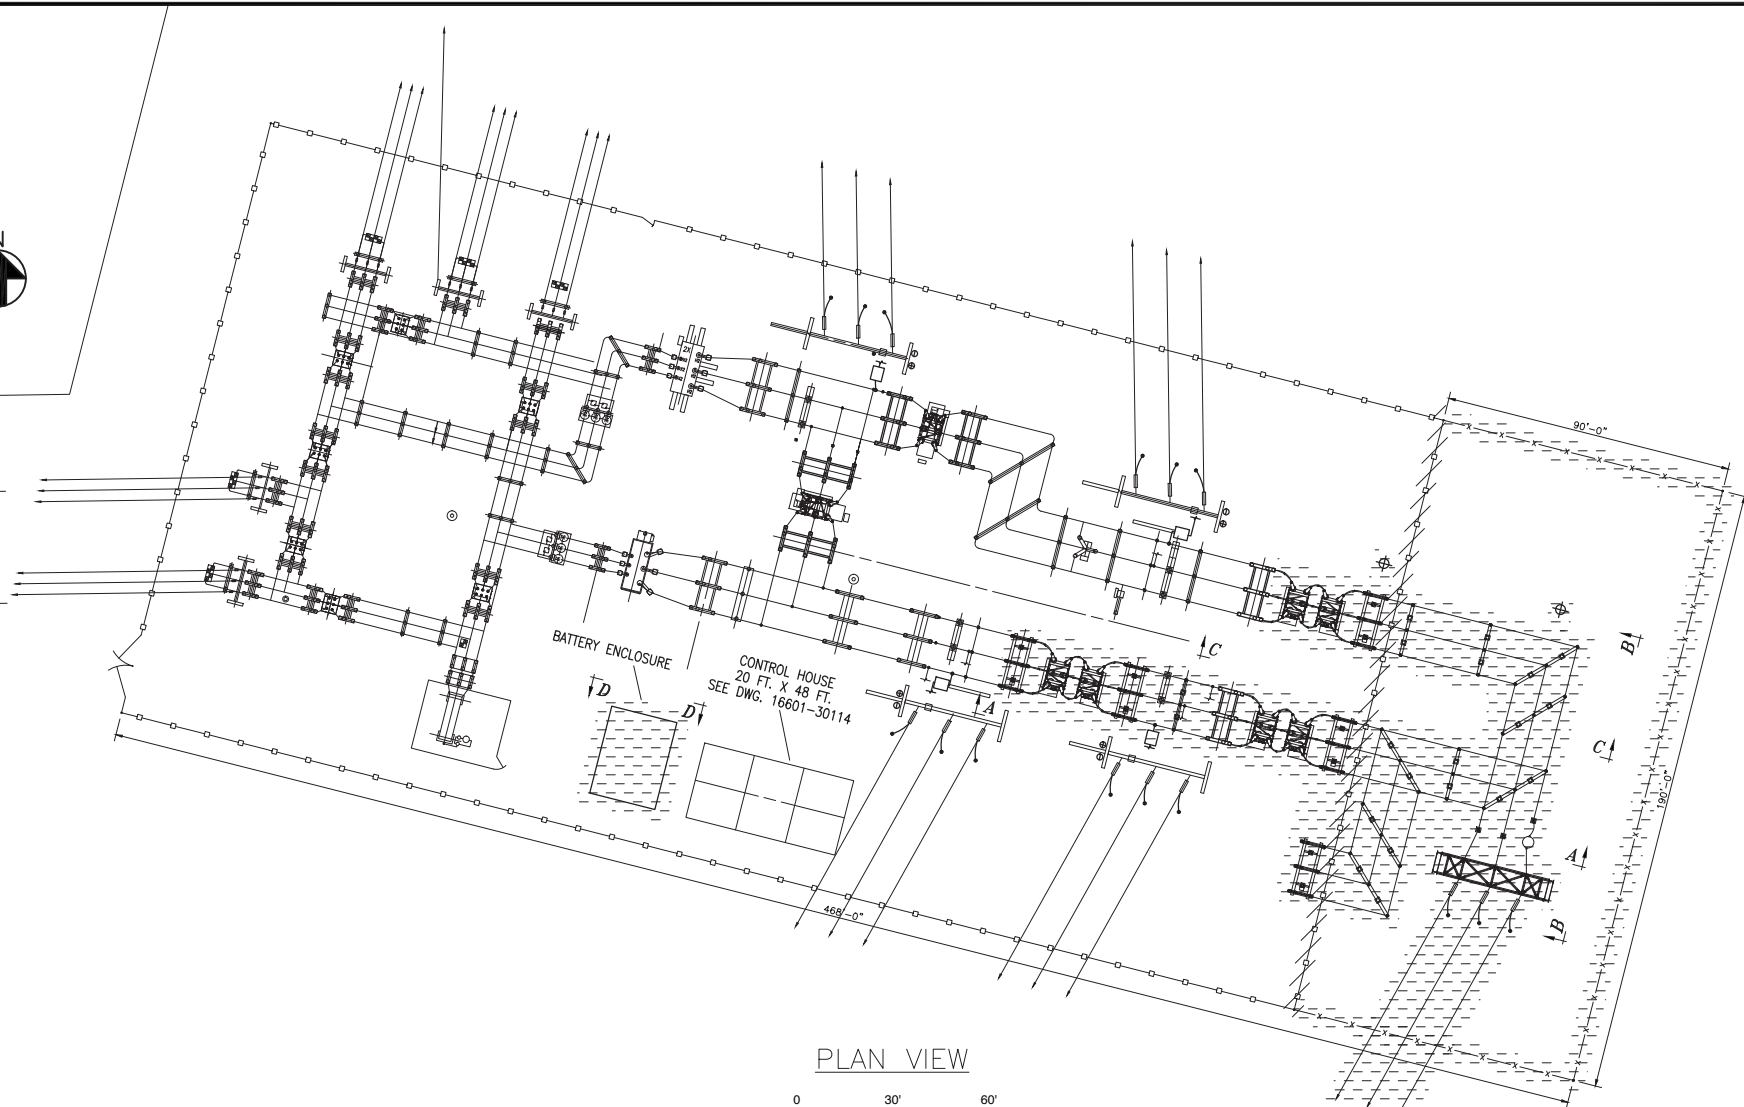 N
2X
90'-0"
BATTERY ENCLOSURE
CONTROL HOUSE
20 FT. X 48 FT.
SEE DWG. 16601-30114
D
D
C
A
B
C
190'-0"
A
B
468'-0"
PLAN VIEW
0 30' 60'